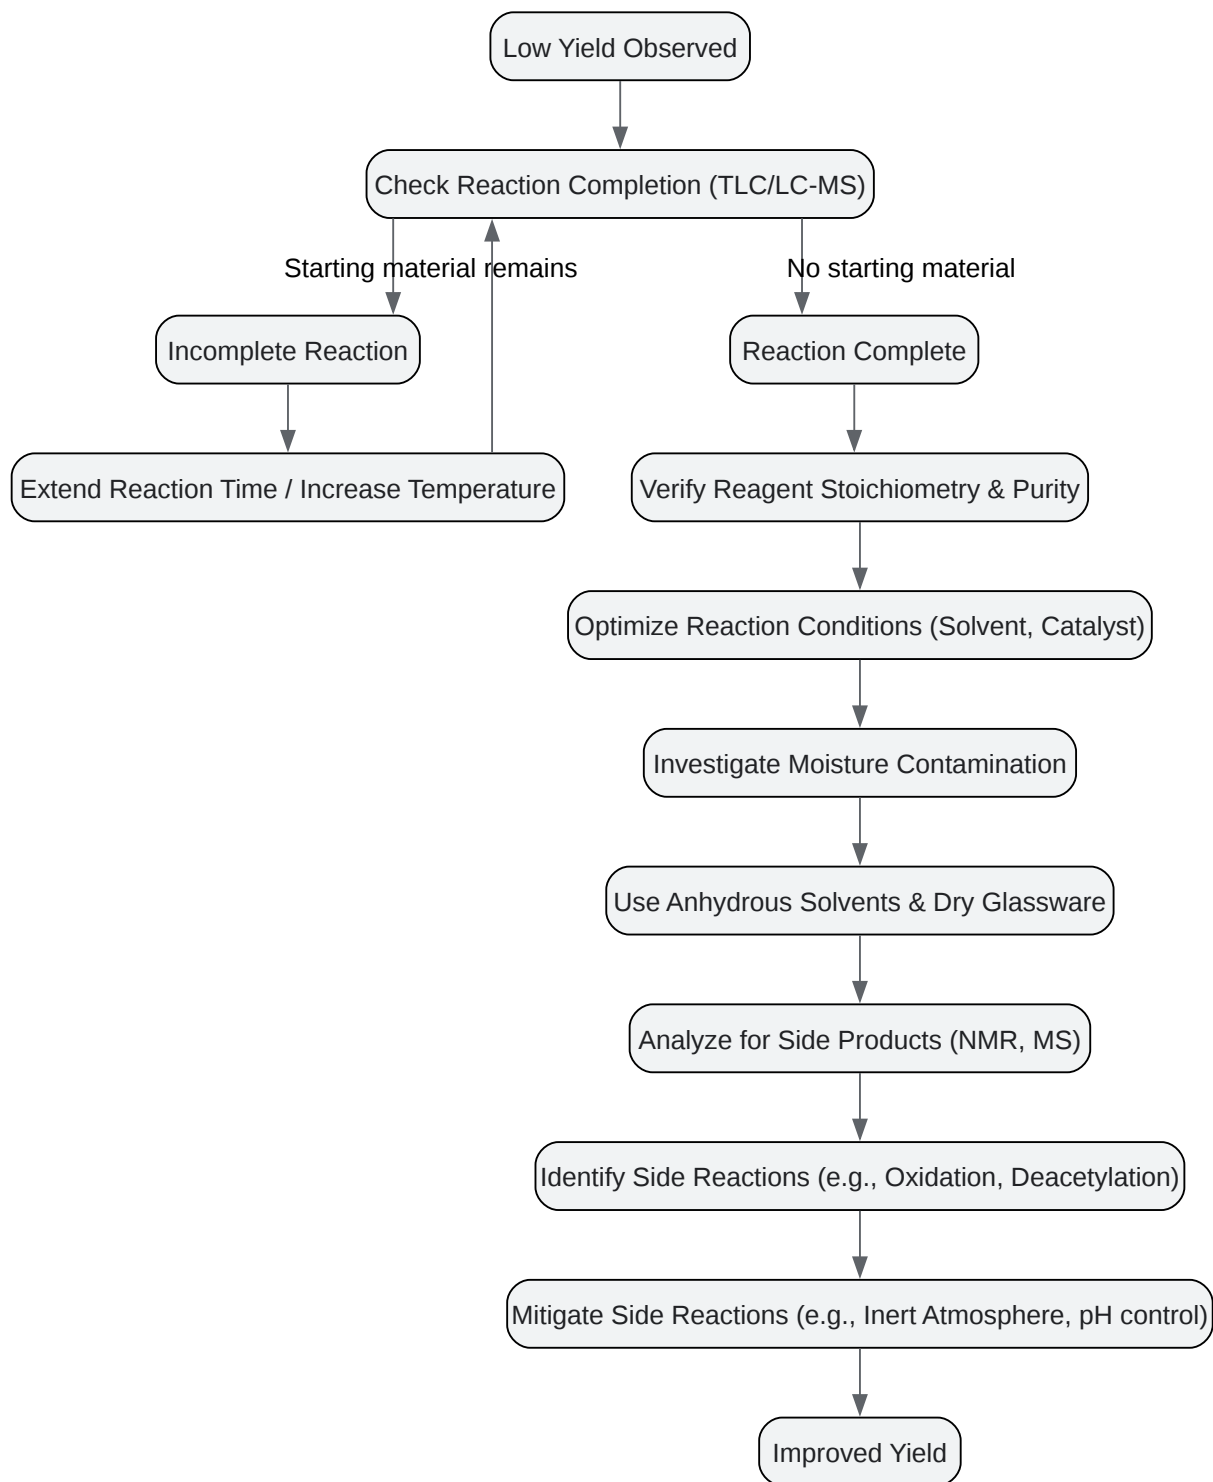 Low Yield Observed
Check Reaction Completion (TLC/LC-MS)
Starting material remains
No starting material
Incomplete Reaction
Reaction Complete
Extend Reaction Time / Increase Temperature
Verify Reagent Stoichiometry & Purity
Optimize Reaction Conditions (Solvent, Catalyst)
Investigate Moisture Contamination
Use Anhydrous Solvents & Dry Glassware
Analyze for Side Products (NMR, MS)
Identify Side Reactions (e.g., Oxidation, Deacetylation)
Mitigate Side Reactions (e.g., Inert Atmosphere, pH control)
Improved Yield